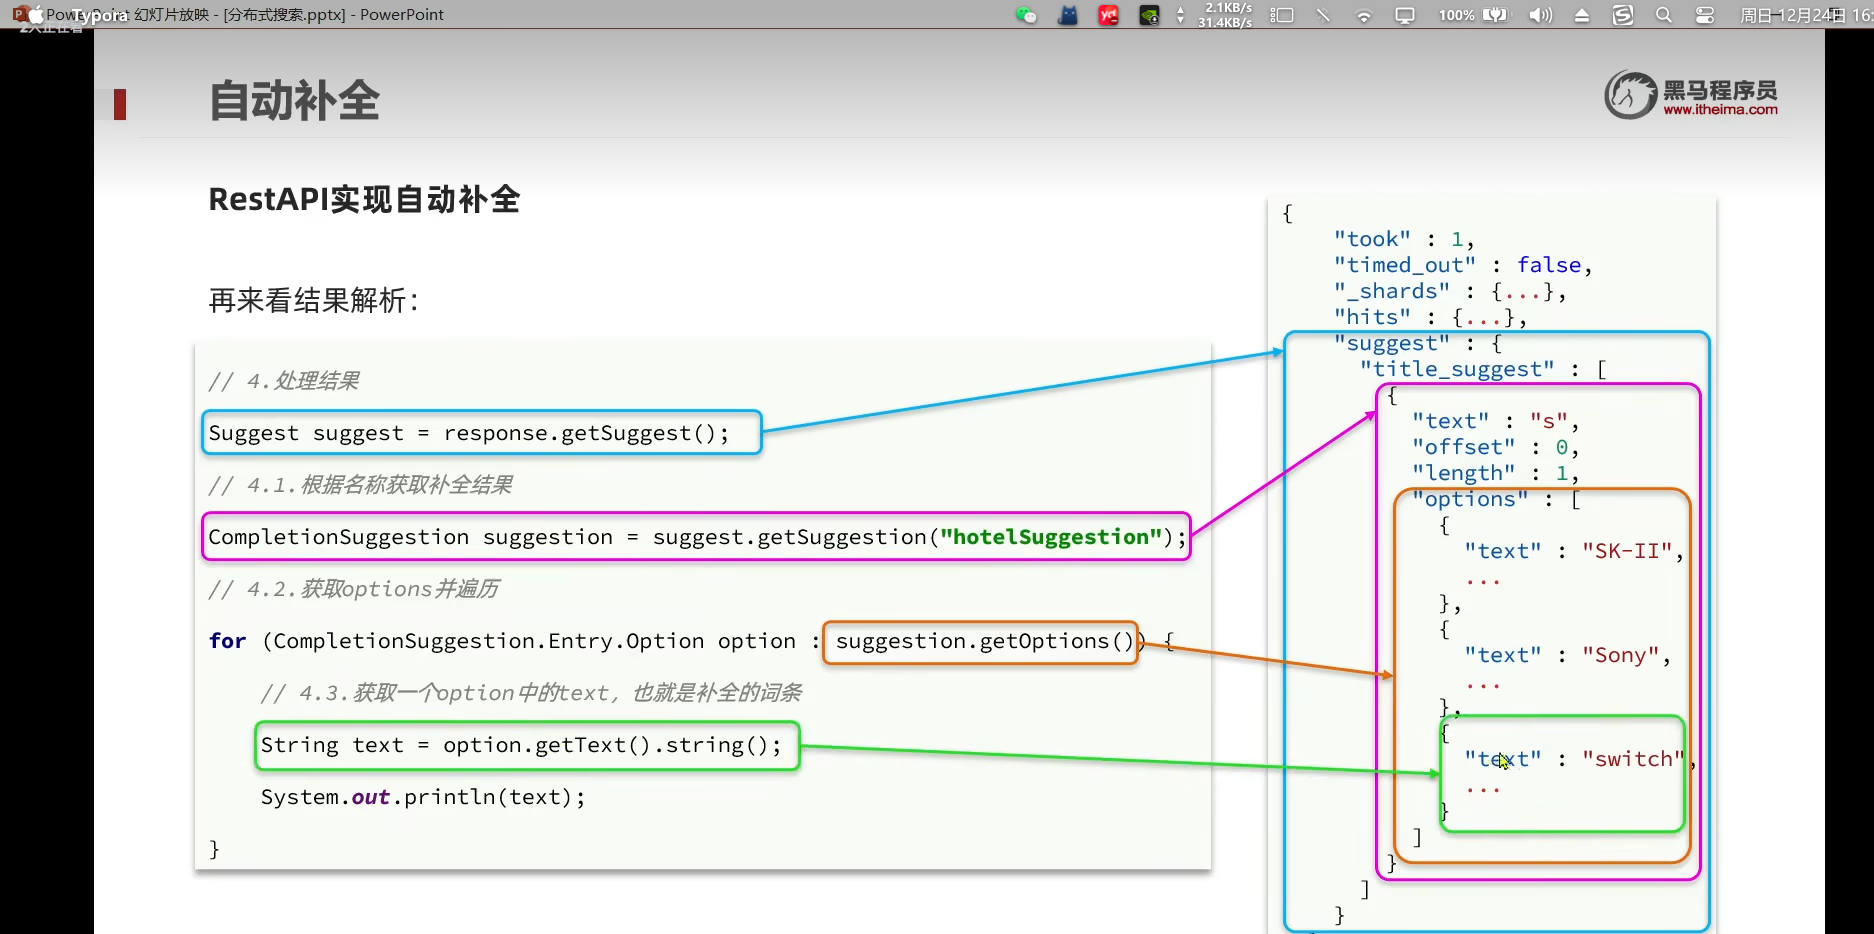 PowerPoint 幻灯片放映 - [分布式搜索.pptx] - PowerPoint
Typora
2人正在看
2.1KB/s
31.4KB/s
100%
周日 12月24日 16:
自动补全
黑马程序员
www.itheima.com
RestAPI实现自动补全
再来看结果解析：
// 4.处理结果
Suggest suggest = response.getSuggest();
// 4.1.根据名称获取补全结果
CompletionSuggestion suggestion = suggest.getSuggestion("hotelSuggestion");
// 4.2.获取options并遍历
for (CompletionSuggestion.Entry.Option option : suggestion.getOptions()) {
// 4.3.获取一个option中的text，也就是补全的词条
String text = option.getText().string();
System.out.println(text);
}
{
"took" : 1,
"timed_out" : false,
"_shards" : {...},
"hits" : {...},
"suggest" : {
"title_suggest" : [
{
"text" : "s",
"offset" : 0,
"length" : 1,
"options" : [
{
"text" : "SK-II",
...
},
{
"text" : "Sony",
...
},
{
"text" : "switch",
...
}
]
}
]
}